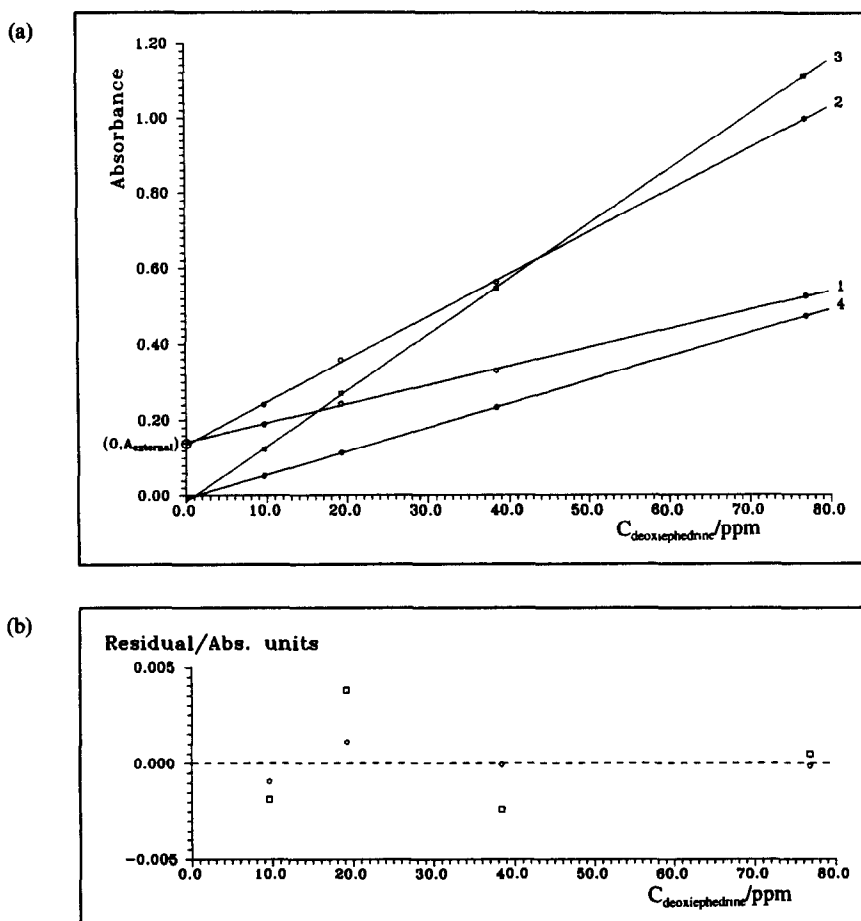 (a)
1.20
1.00
0.80
0.60
0.40
0.20
0.00
Absorbance
(0,A external)
3
2
1
4
0.0 10.0 20.0 30.0 40.0 50.0 60.0 70.0 80.0
C deoxiephedrine/ppm
(b)
Residual/Abs. units
0.005
0.000
-0.005
0.0 10.0 20.0 30.0 40.0 50.0 60.0 70.0 80.0
C deoxiephedrine/ppm